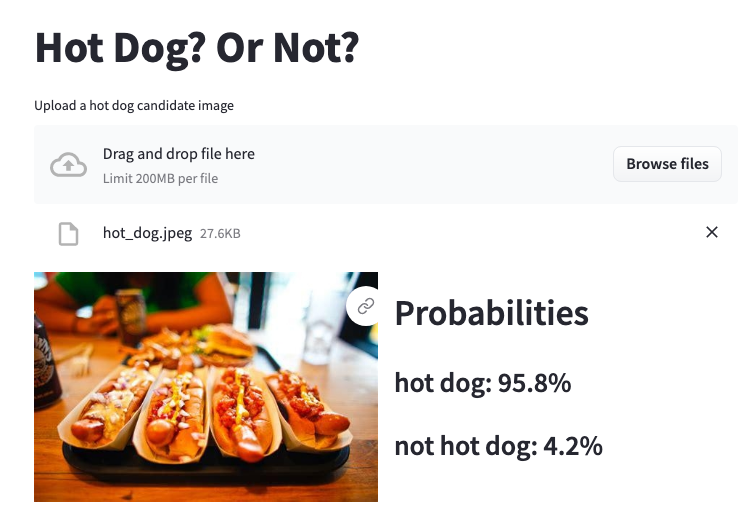 Hot Dog? Or Not?
Upload a hot dog candidate image
Drag and drop file here
Limit 200MB per file
Browse files
hot_dog.jpeg 27.6KB
Probabilities
hot dog: 95.8%
not hot dog: 4.2%